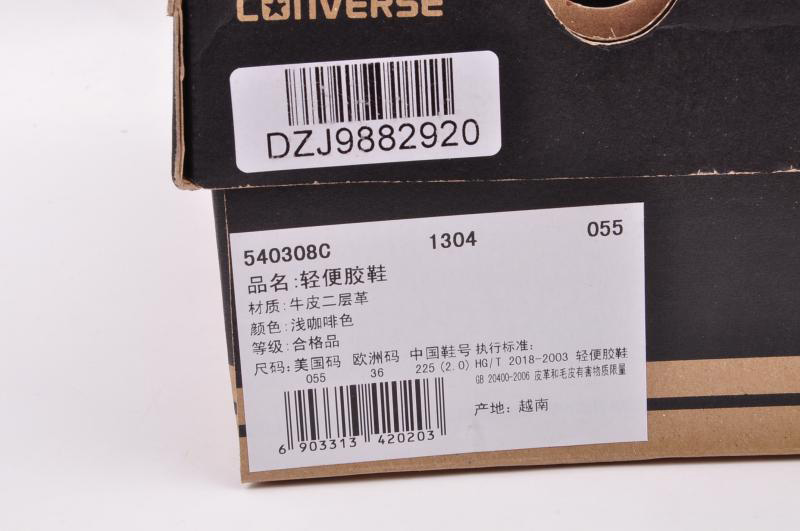 CONVERSE
DZJ9882920
540308C 1304 055
品名:轻便胶鞋
材质:牛皮二层革
颜色:浅咖啡色
等级:合格品
尺码:美国码 欧洲码 中国鞋号 执行标准:
055 36 225(2.0) HG/T 2018-2003 轻便胶鞋
GB 20400-2006 皮革和毛皮有害物质限量
产地: 越南
6 903313 420203